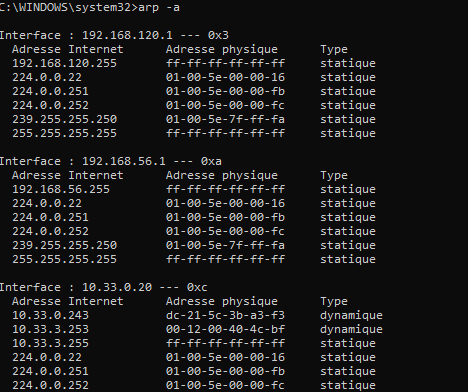 C:\WINDOWS\system32>arp -a
Interface : 192.168.120.1 --- 0x3
Adresse Internet Adresse physique Type
192.168.120.255 ff-ff-ff-ff-ff-ff statique
224.0.0.22 01-00-5e-00-00-16 statique
224.0.0.251 01-00-5e-00-00-fb statique
224.0.0.252 01-00-5e-00-00-fc statique
239.255.255.250 01-00-5e-7f-ff-fa statique
255.255.255.255 ff-ff-ff-ff-ff-ff statique
Interface : 192.168.56.1 --- 0xa
Adresse Internet Adresse physique Type
192.168.56.255 ff-ff-ff-ff-ff-ff statique
224.0.0.22 01-00-5e-00-00-16 statique
224.0.0.251 01-00-5e-00-00-fb statique
224.0.0.252 01-00-5e-00-00-fc statique
239.255.255.250 01-00-5e-7f-ff-fa statique
255.255.255.255 ff-ff-ff-ff-ff-ff statique
Interface : 10.33.0.20 --- 0xc
Adresse Internet Adresse physique Type
10.33.0.243 dc-21-5c-3b-a3-f3 dynamique
10.33.3.253 00-12-00-40-4c-bf dynamique
10.33.3.255 ff-ff-ff-ff-ff-ff statique
224.0.0.22 01-00-5e-00-00-16 statique
224.0.0.251 01-00-5e-00-00-fb statique
224.0.0.252 01-00-5e-00-00-fc statique